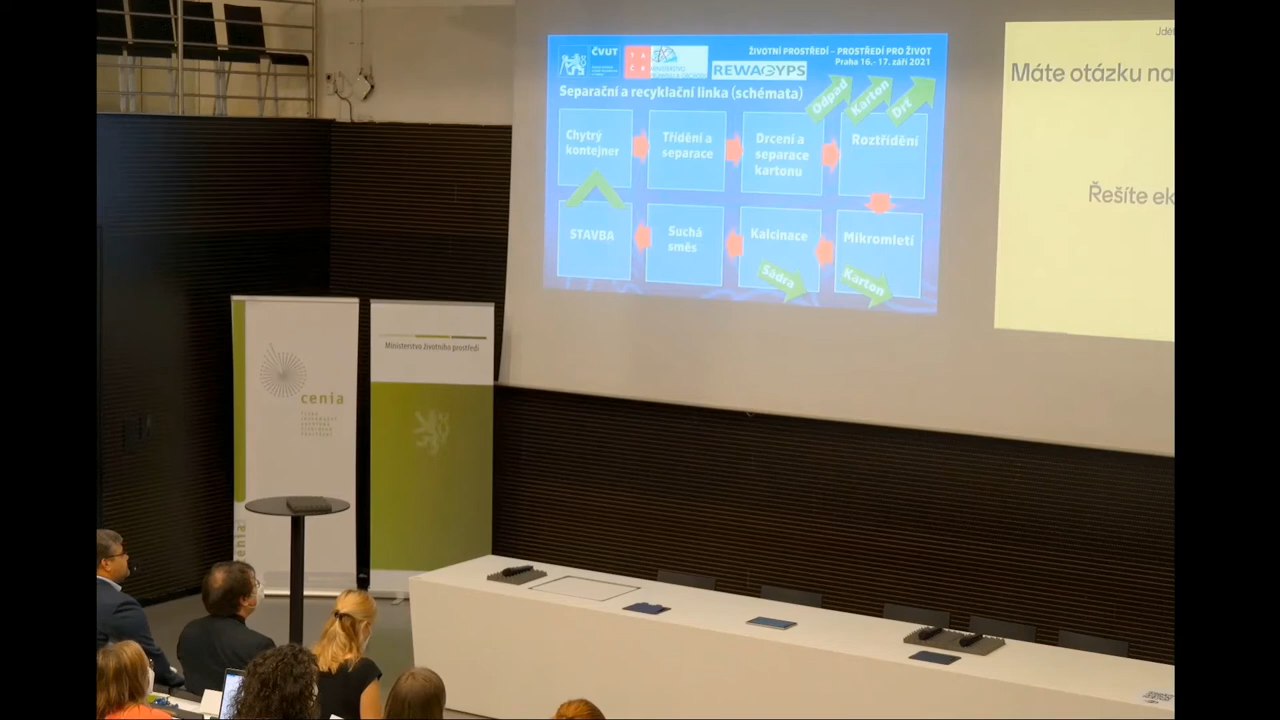 ČVUT
T A
Č R
REWAGYPS
ŽIVOTNÍ PROSTŘEDÍ – PROSTŘEDÍ PRO ŽIVOT
Praha 16.- 17. září 2021
Separační a recyklační linka (schémata)
Odpad
Karton
Drť
Chytrý
kontejner
Třídění a
separace
Drcení a
separace
kartonu
Roztřídění
STAVBA
Suchá
směs
Kalcinace
Mikromletí
Sádra
Karton
Máte otázku na
Řešíte ek
cenia
Ministerstvo životního prostředí
cenia